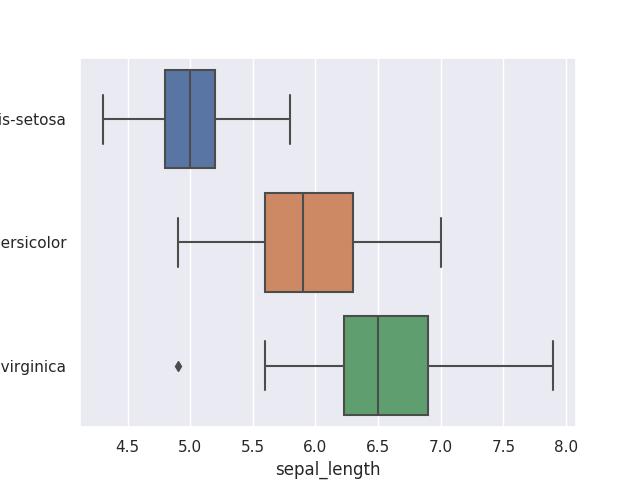 is-setosa
ersicolor
virginica
4.5 5.0 5.5 6.0 6.5 7.0 7.5 8.0
sepal_length